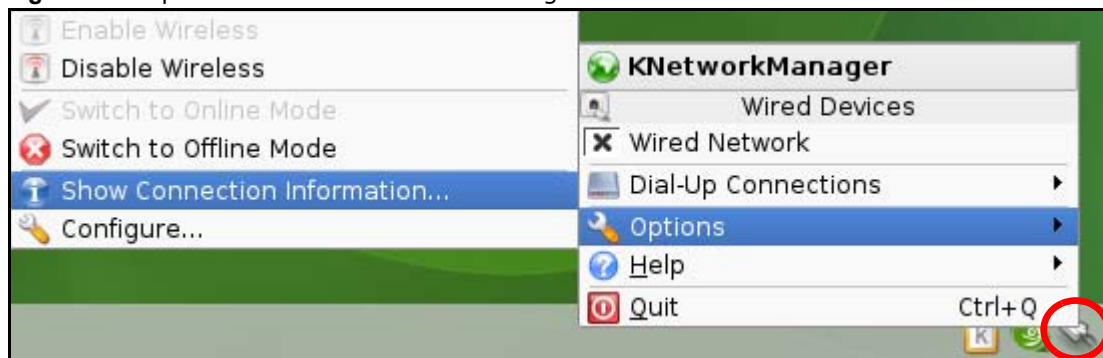 Enable Wireless
Disable Wireless
Switch to Online Mode
Switch to Offline Mode
Show Connection Information...
Configure...
KNetworkManager
Wired Devices
Wired Network
Dial-Up Connections
Options
Help
Quit Ctrl+Q
K